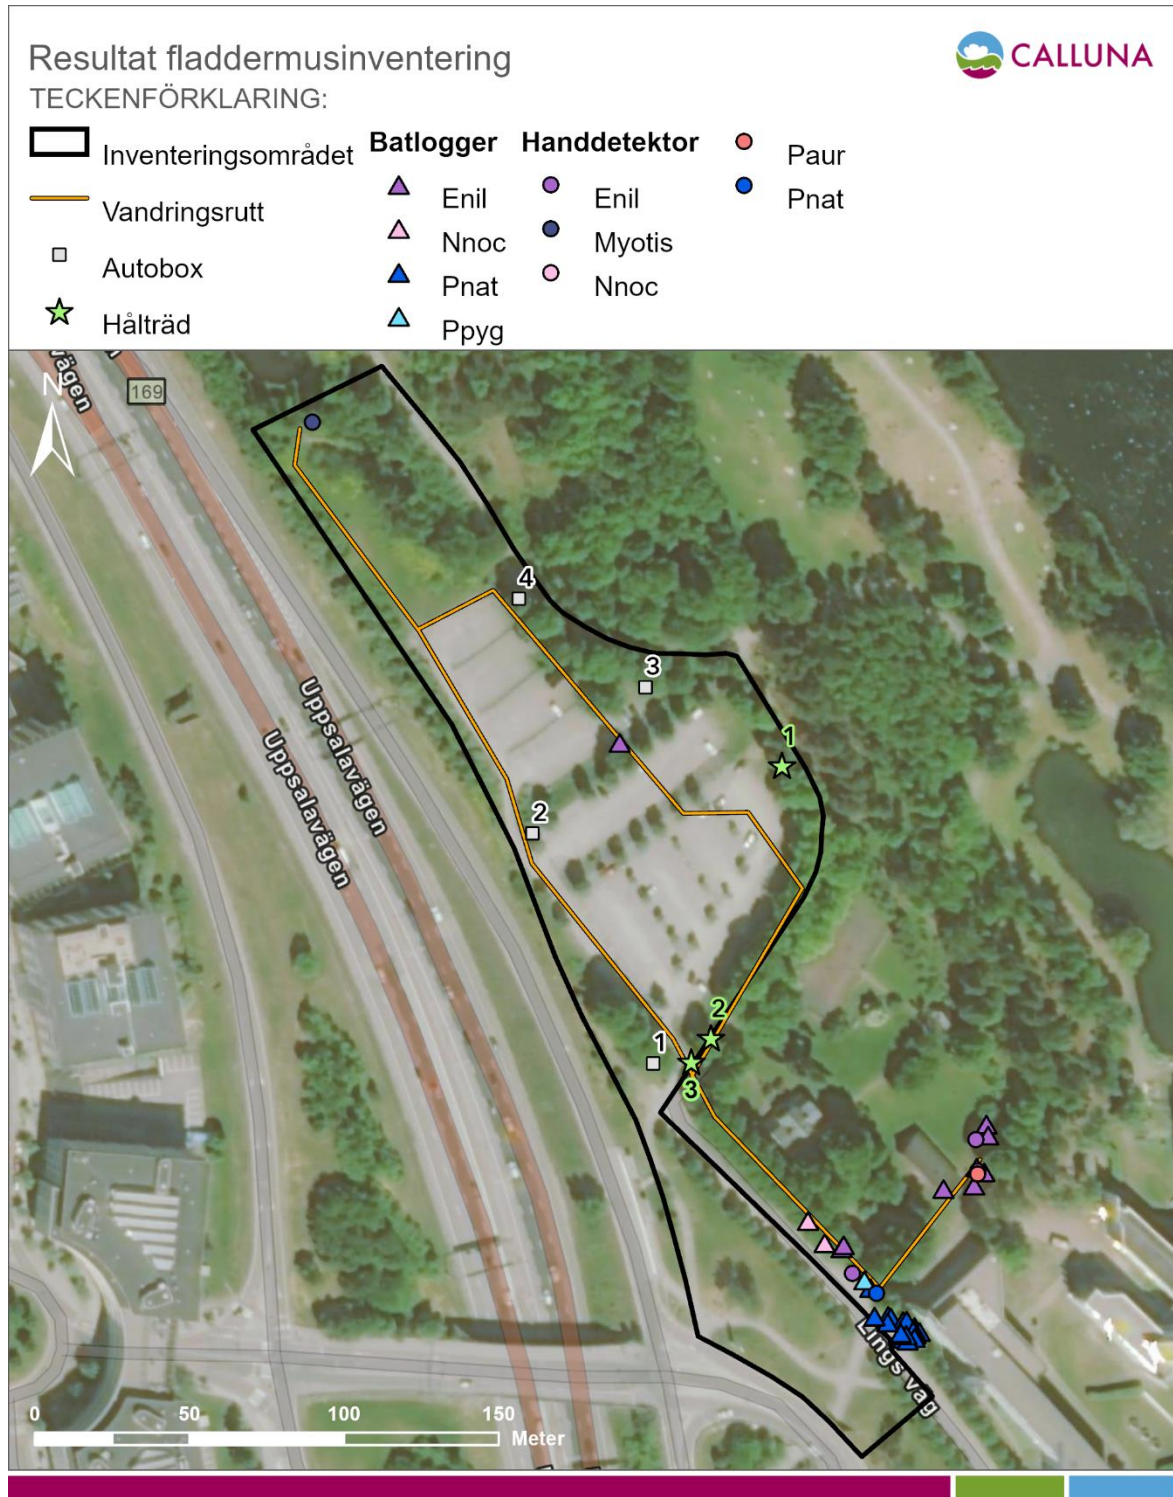 Resultat fladdermusinventering
CALLUNA
TECKENFÖRKLARING:
Inventeringsområdet
Vandringsrutt
Autobox
Hålträd
Batlogger
Enil
Nnoc
Pnat
Ppyg
Handdetektor
Enil
Myotis
Nnoc
Paur
Pnat
vägen
169
N
4
3
1
Uppsalavägen
Uppsalavägen
2
2
1
3
Lings väg
0 50 100 150
Meter